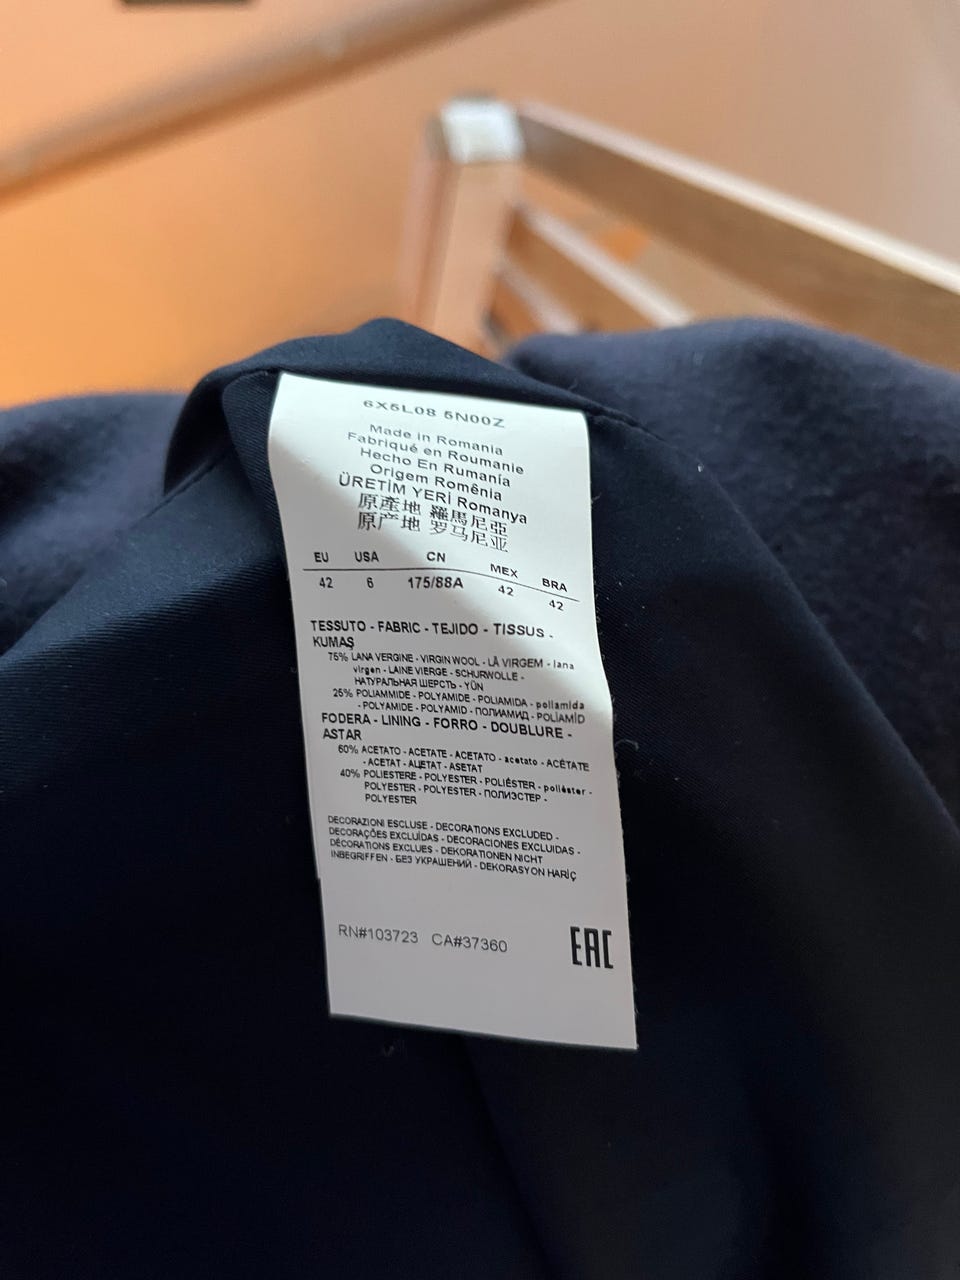 6X5L08 5N00Z
Made in Romania
Fabriqué en Roumanie
Hecho En Rumanía
Origem Romênia
ÜRETİM YERİ Romanya
原產地 羅馬尼亞
原产地 罗马尼亚
EU USA CN MEX BRA
42 6 175/88A 42 42
TESSUTO - FABRIC - TEJIDO - TISSUS -
KUMAŞ
75% LANA VERGINE - VIRGIN WOOL - LÃ VIRGEM - lana
virgen - LAINE VIERGE - SCHURWOLLE -
НАТУРАЛЬНАЯ ШЕРСТЬ - YÜN
25% POLIAMMIDE - POLYAMIDE - POLIAMIDA - poliamida
- POLYAMIDE - POLYAMID - ПОЛИАМИД - POLİAMİD
FODERA - LINING - FORRO - DOUBLURE -
ASTAR
60% ACETATO - ACETATE - ACETATO - acetato - ACÉTATE
- ACETAT - АЦЕТАТ - ASETAT
40% POLIESTERE - POLYESTER - POLIÉSTER - poliéster -
POLYESTER - POLYESTER - ПОЛИЭСТЕР -
POLYESTER
DECORAZIONI ESCLUSE - DECORATIONS EXCLUDED -
DECORAÇÕES EXCLUÍDAS - DECORACIONES EXCLUIDAS -
DÉCORATIONS EXCLUES - DEKORATIONEN NICHT
INBEGRIFFEN - БЕЗ УКРАШЕНИЙ - DEKORASYON HARİÇ
RN#103723 CA#37360
EAC